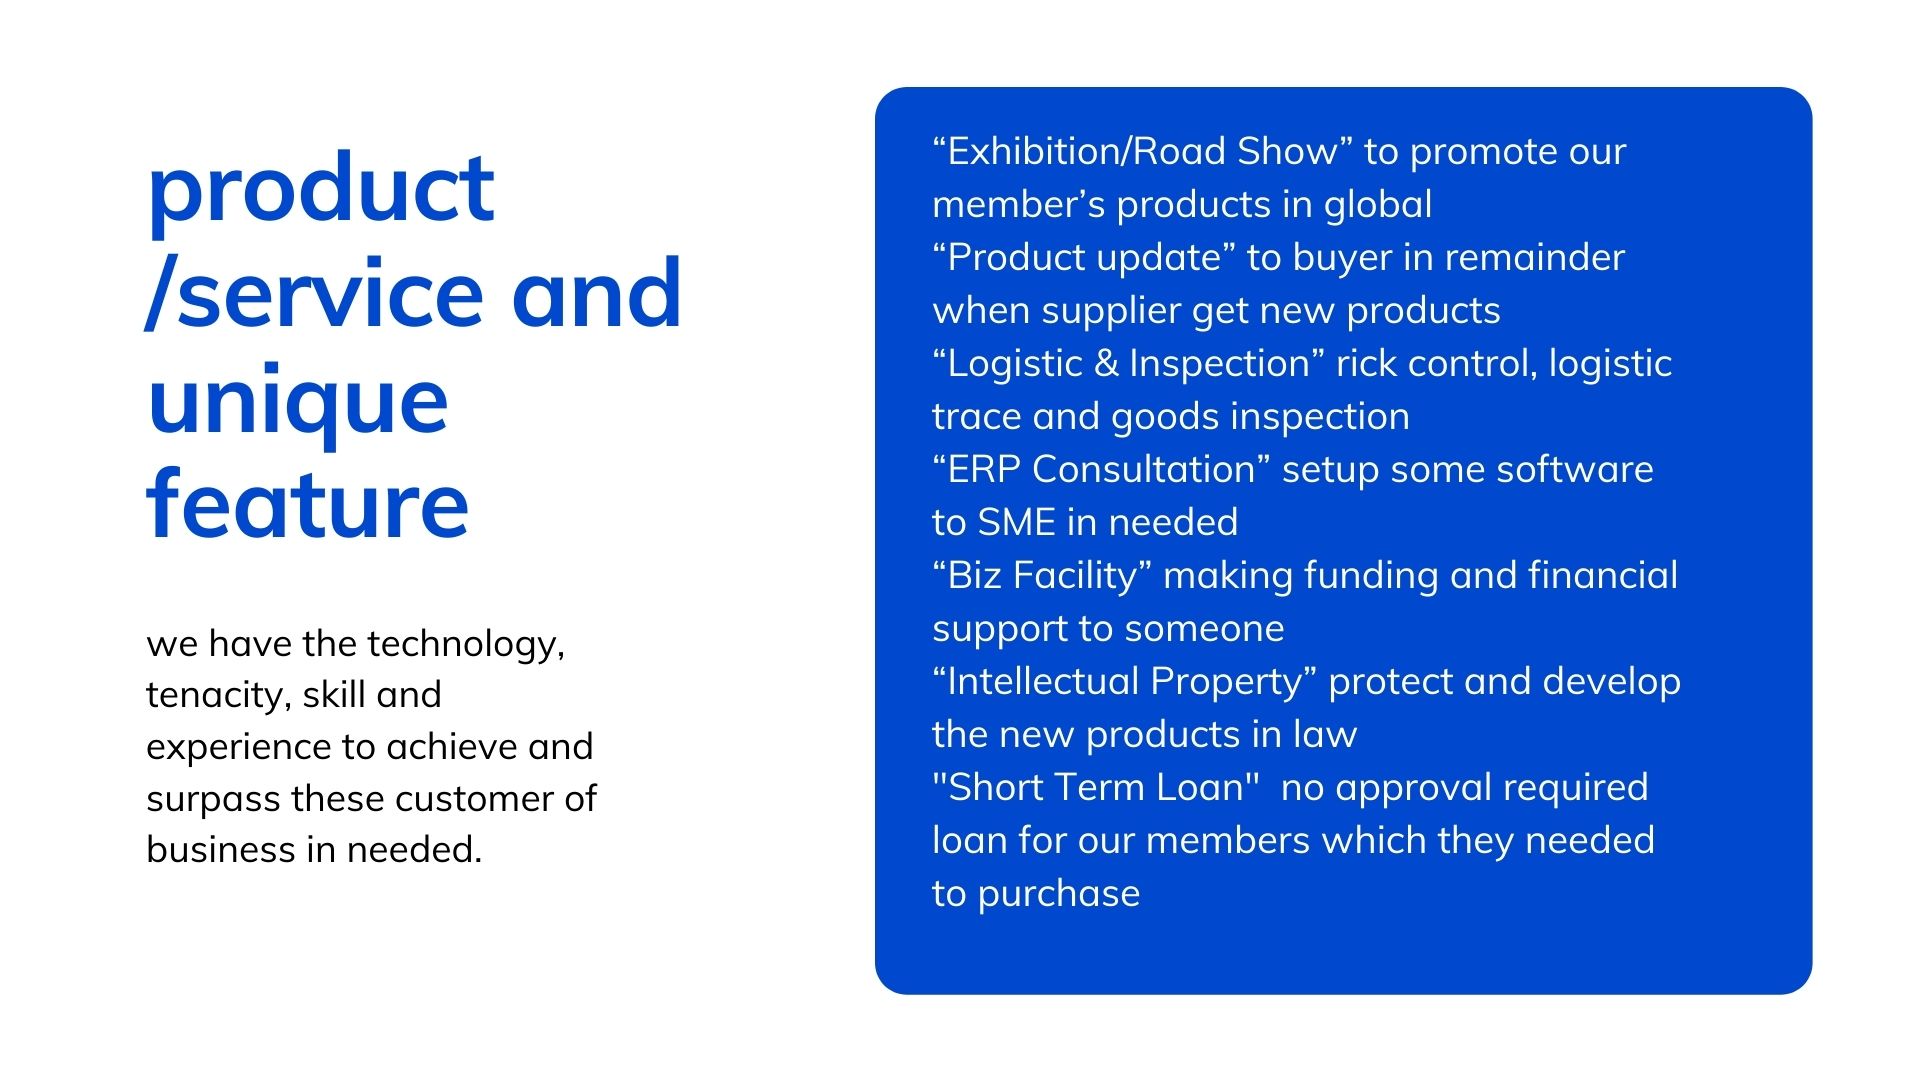 product
/service and
unique
feature
we have the technology,
tenacity, skill and
experience to achieve and
surpass these customer of
business in needed.
“Exhibition/Road Show” to promote our
member’s products in global
“Product update” to buyer in remainder
when supplier get new products
“Logistic & Inspection” rick control, logistic
trace and goods inspection
“ERP Consultation” setup some software
to SME in needed
“Biz Facility” making funding and financial
support to someone
“Intellectual Property” protect and develop
the new products in law
"Short Term Loan"  no approval required
loan for our members which they needed
to purchase